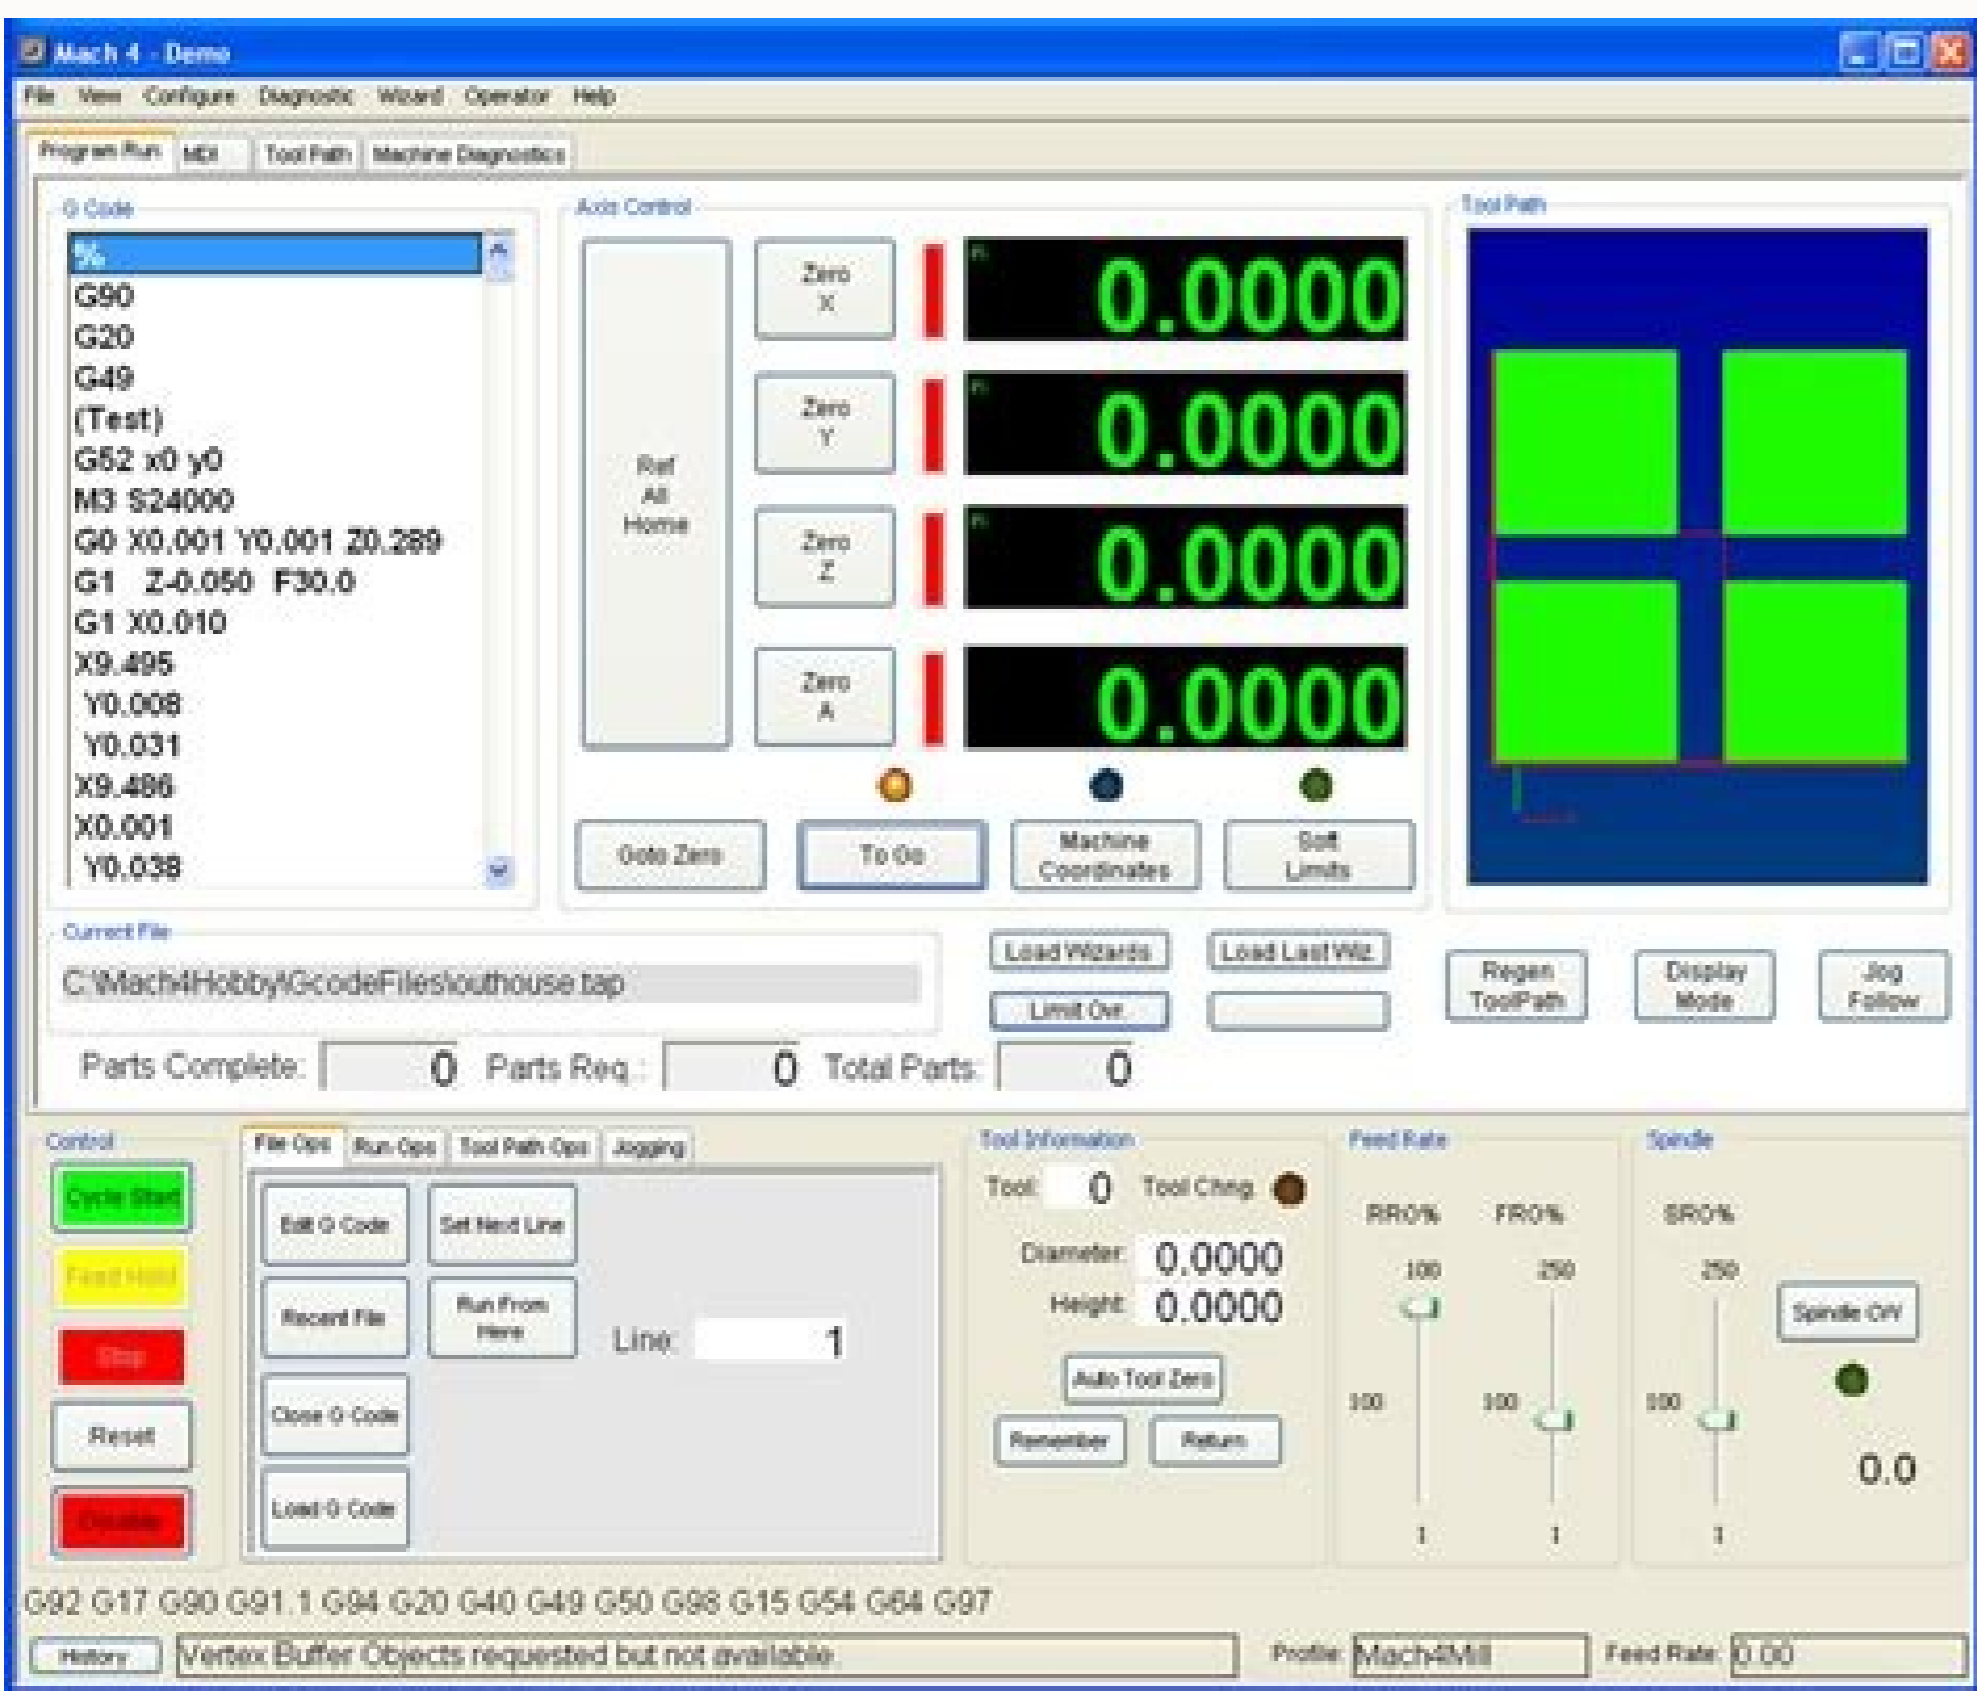 Mach 4 - Demo
File View Configure Diagnostic Wizard Operator Help
Program Run MDI Tool Path Machine Diagnostics
G Code
%
G90
G20
G49
(Test)
G52 x0 y0
M3 S24000
G0 X0.001 Y0.001 Z0.289
G1 Z-0.050 F30.0
G1 X0.010
X9.495
Y0.008
Y0.031
X9.486
X0.001
Y0.038
Axis Control
Ref
All
Home
Zero
X
0.0000
Zero
Y
0.0000
Zero
Z
0.0000
Zero
A
0.0000
Goto Zero
To Go
Machine
Coordinates
Soft
Limits
Tool Path
Current File
C:\Mach4Hobby\GcodeFiles\outhouse.tap
Load Wizards
Load Last Wiz.
Limit Ovr.
Regen
ToolPath
Display
Mode
Jog
Follow
Parts Complete: 0 Parts Req.: 0 Total Parts: 0
Control
Cycle Start
Feed Hold
Stop
Reset
Disable
File Ops Run Ops Tool Path Ops Jogging
Edit G Code
Set Next Line
Recent File
Run From
Here
Line: 1
Close G Code
Load G Code
Tool Information
Tool: 0 Tool Chng.
Diameter: 0.0000
Height: 0.0000
Auto Tool Zero
Remember
Return
Feed Rate
RRO% FRO%
100 250
100 100
1 1
Spindle
SRO%
250
100
1
Spindle CW
0.0
G92 G17 G90 G91.1 G94 G20 G40 G49 G50 G98 G15 G54 G64 G97
History Vertex Buffer Objects requested but not available. Profile: Mach4Mill Feed Rate: 0.00